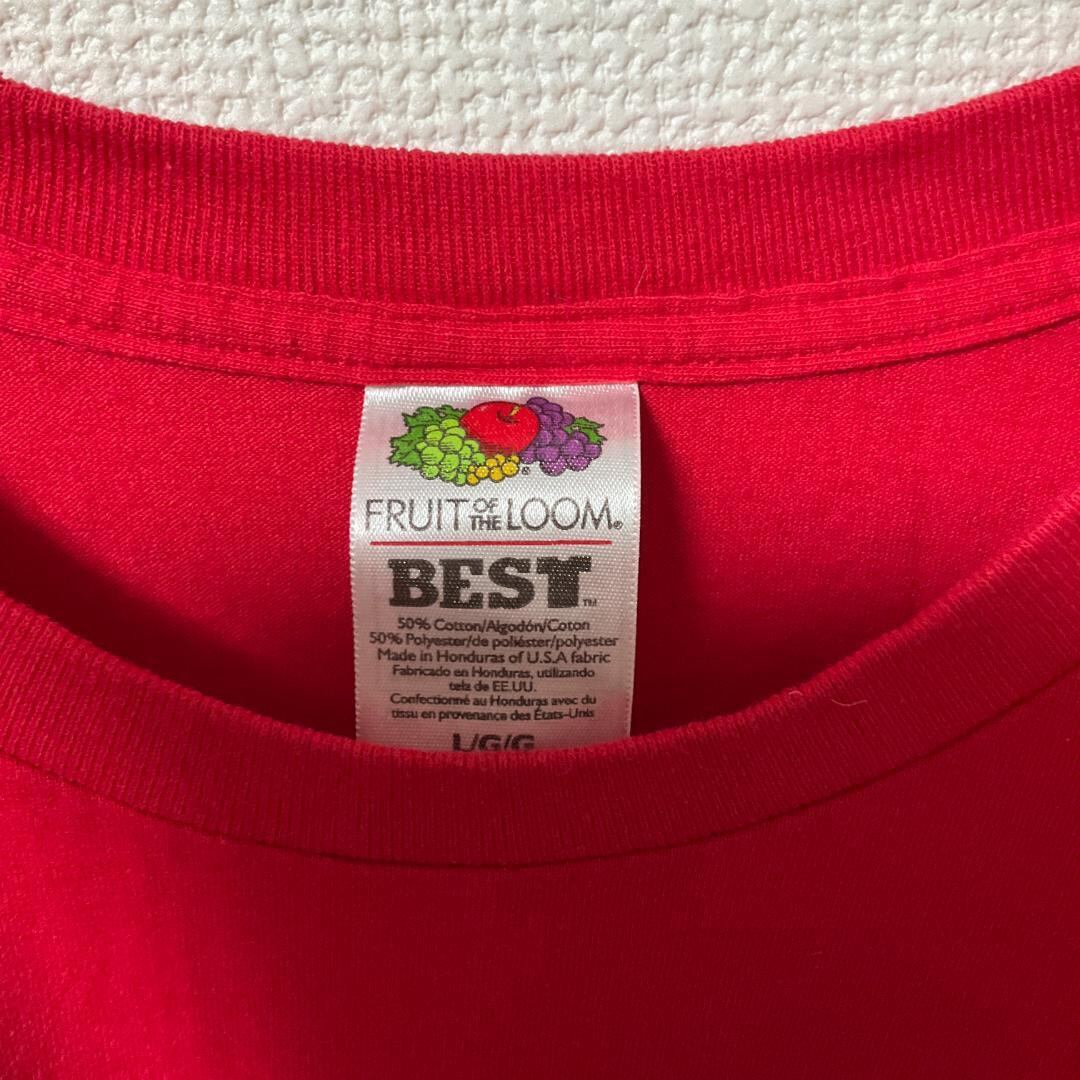 FRUIT OF THE LOOM®
BEST™
50% Cotton/Algodón/Coton
50% Polyester/de poliéster/polyester
Made in Honduras of U.S.A fabric
Fabricado en Honduras, utilizando
tela de EE.UU.
Confectionné au Honduras avec du
tissu en provenance des États-Unis
L/G/G